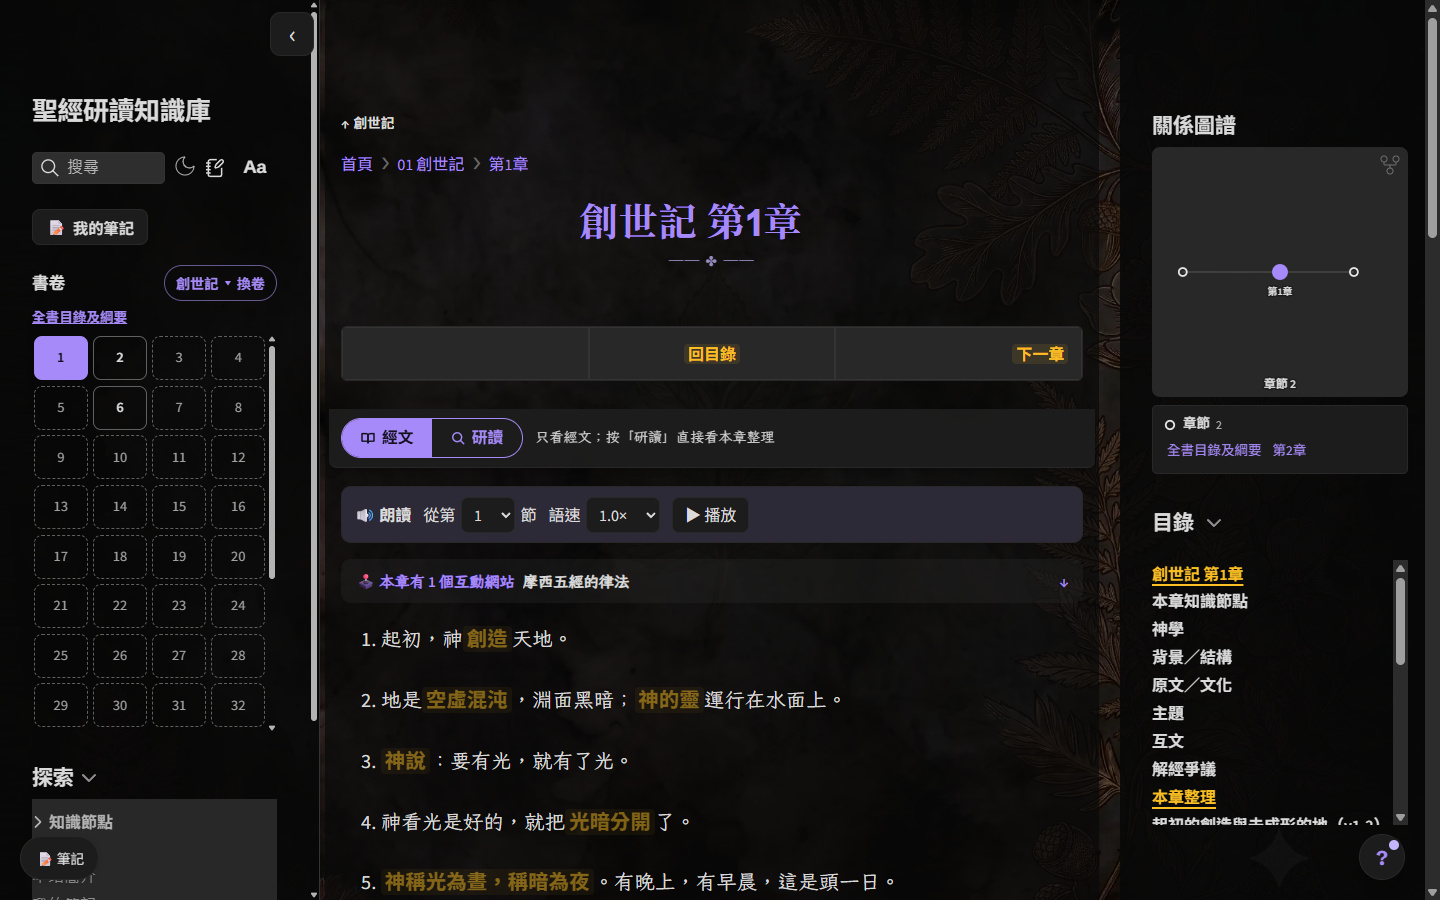 聖經研讀知識庫
搜尋
Aa
我的筆記
書卷
創世記 ▾ 換卷
全書目錄及綱要
1 2 3 4
5 6 7 8
9 10 11 12
13 14 15 16
17 18 19 20
21 22 23 24
25 26 27 28
29 30 31 32
探索
知識節點
筆記
↑ 創世記
首頁 > 01 創世記 > 第1章
創世記 第1章
回目錄 下一章
經文 研讀 只看經文；按「研讀」直接看本章整理
朗讀 從第 1 節 語速 1.0× ▶ 播放
本章有 1 個互動網站 摩西五經的律法 ↓
1. 起初，神 創造 天地。
2. 地是 空虛混沌 ，淵面黑暗； 神的靈 運行在水面上。
3. 神說 ：要有光，就有了光。
4. 神看光是好的，就把 光暗分開 了。
5. 神稱光為晝，稱暗為夜 。有晚上，有早晨，這是頭一日。
關係圖譜
第1章
章節 2
章節 2
全書目錄及綱要 第2章
目錄
創世記 第1章
本章知識節點
神學
背景／結構
原文／文化
主題
互文
解經爭議
本章整理
起初的創造與未成形的地（v1-2）
?